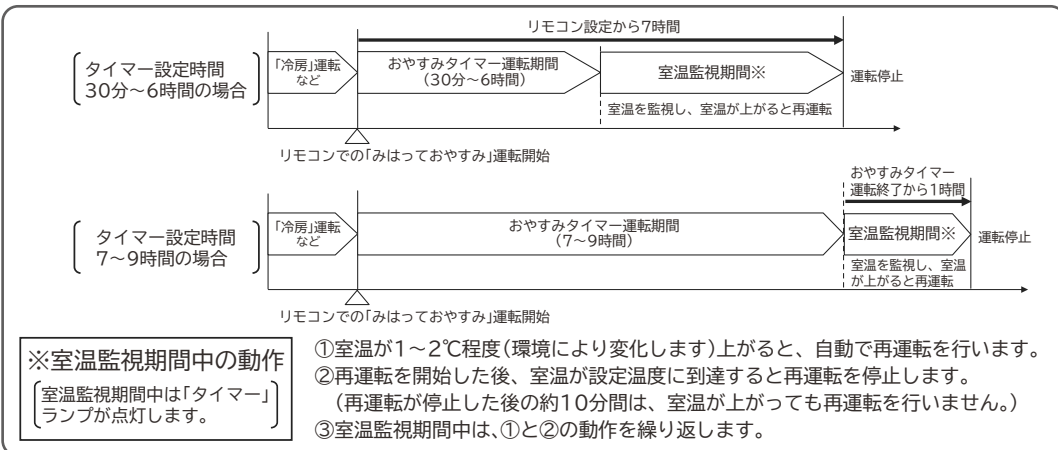 リモコン設定から7時間
タイマー設定時間
30分～6時間の場合
「冷房」運転
など
おやすみタイマー運転期間
(30分～6時間)
室温監視期間※
運転停止
室温を監視し、室温が上がると再運転
リモコンでの「みはっておやすみ」運転開始
おやすみタイマー
運転終了から1時間
タイマー設定時間
7～9時間の場合
「冷房」運転
など
おやすみタイマー運転期間
(7～9時間)
室温監視期間※
運転停止
室温を監視し、室温
が上がると再運転
リモコンでの「みはっておやすみ」運転開始
※室温監視期間中の動作
室温監視期間中は「タイマー」
ランプが点灯します。
①室温が1～2℃程度(環境により変化します)上がると、自動で再運転を行います。
②再運転を開始した後、室温が設定温度に到達すると再運転を停止します。
(再運転が停止した後の約10分間は、室温が上がっても再運転を行いません。)
③室温監視期間中は、①と②の動作を繰り返します。